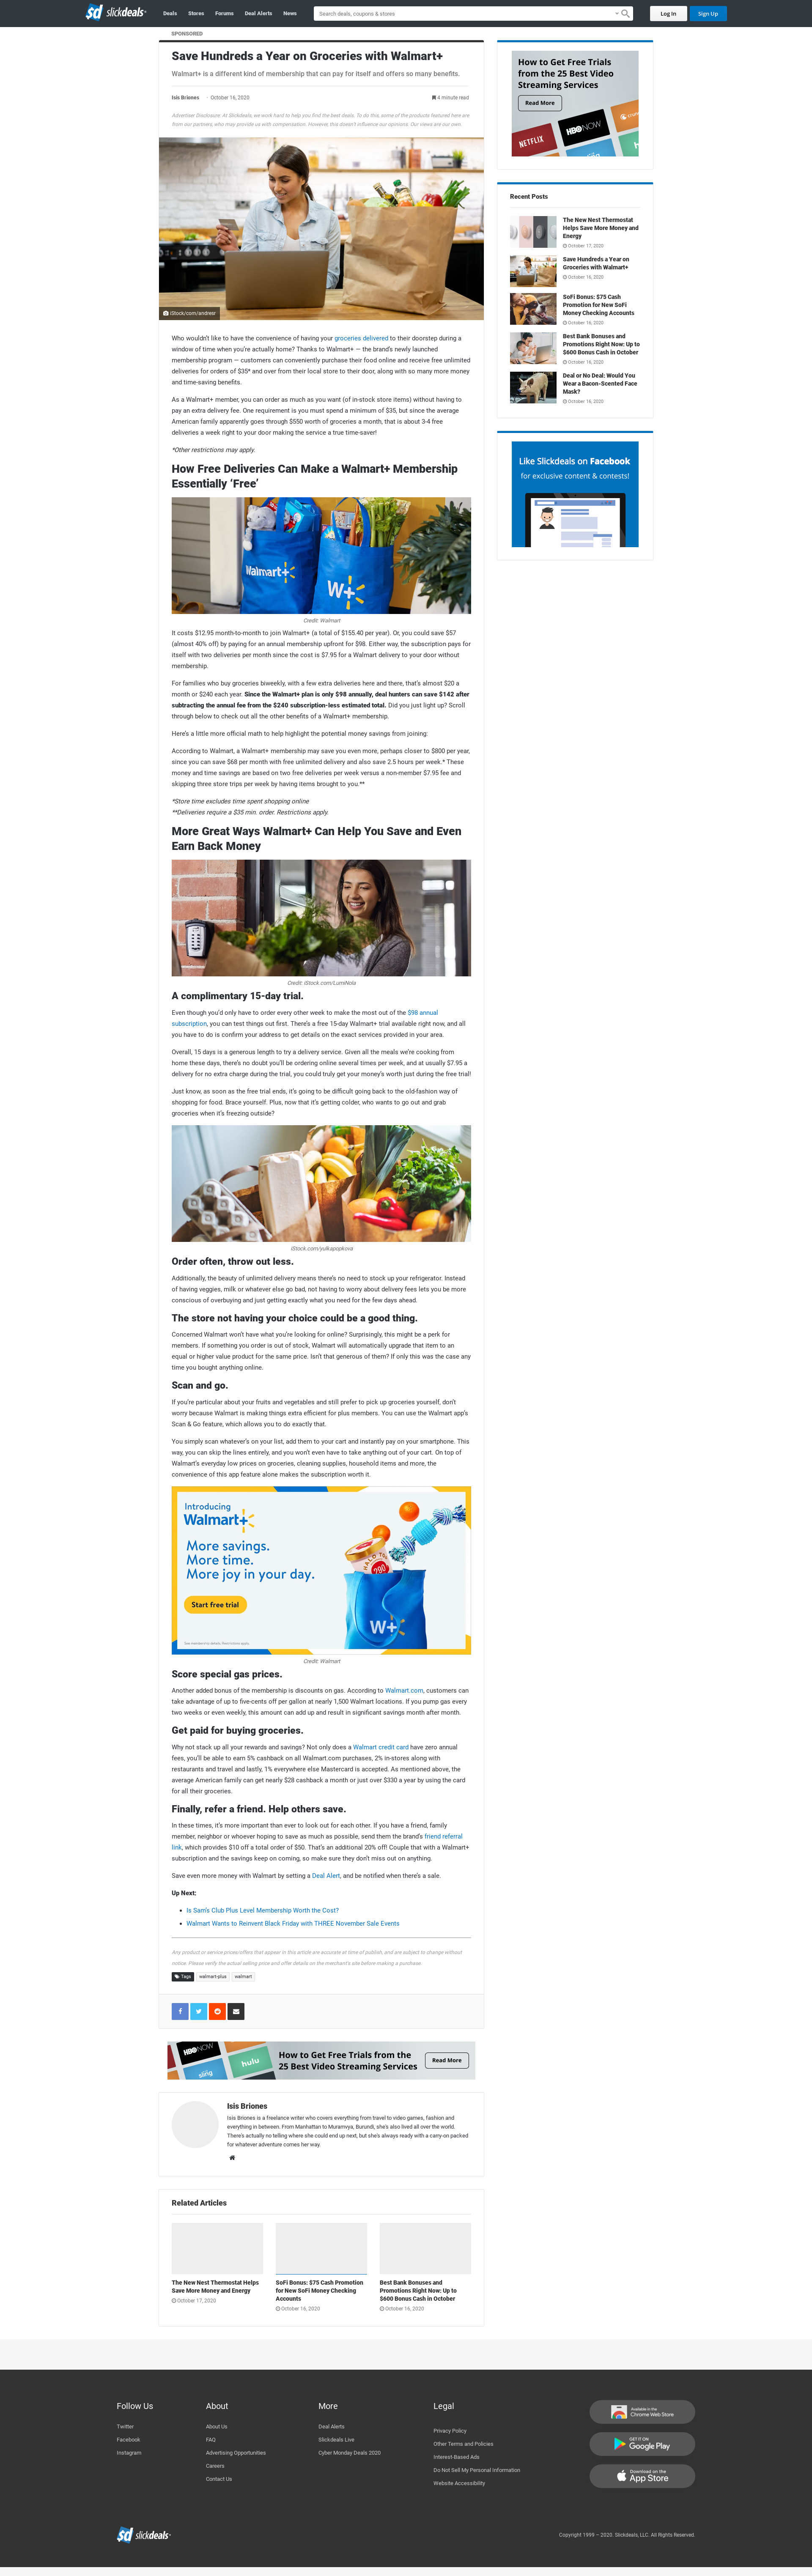 sd slickdeals
Deals Stores Forums Deal Alerts News
Search deals, coupons & stores
Log In Sign Up
SPONSORED
Save Hundreds a Year on Groceries with Walmart+
Walmart+ is a different kind of membership that can pay for itself and offers so many benefits.
Isis Briones - October 16, 2020
4 minute read
Advertiser Disclosure: At Slickdeals, we work hard to help you find the best deals. To do this, some of the products featured here are
from our partners, who may provide us with compensation. However, this doesn't influence our opinions. Our views are our own.
iStock/com/andresr
Who wouldn't like to have the convenience of having your groceries delivered to their doorstep during a
window of time when you're actually home? Thanks to Walmart+ — the brand's newly launched
membership program — customers can conveniently purchase their food online and receive free unlimited
deliveries for orders of $35* and over from their local store to their door, along with so many more money
and time-saving benefits.
As a Walmart+ member, you can order as much as you want (of in-stock store items) without having to
pay an extra delivery fee. One requirement is you must spend a minimum of $35, but since the average
American family apparently goes through $550 worth of groceries a month, that is about 3-4 free
deliveries a week right to your door making the service a true time-saver!
*Other restrictions may apply.
How Free Deliveries Can Make a Walmart+ Membership
Essentially ‘Free’
Walmart
W+
Credit: Walmart
It costs $12.95 month-to-month to join Walmart+ (a total of $155.40 per year). Or, you could save $57
(almost 40% off) by paying for an annual membership upfront for $98. Either way, the subscription pays for
itself with two deliveries per month since the cost is $7.95 for a Walmart delivery to your door without
membership.
For families who buy groceries biweekly, with a few extra deliveries here and there, that's almost $20 a
month or $240 each year. Since the Walmart+ plan is only $98 annually, deal hunters can save $142 after
subtracting the annual fee from the $240 subscription-less estimated total. Did you just light up? Scroll
through below to check out all the other benefits of a Walmart+ membership.
Here's a little more official math to help highlight the potential money savings from joining:
According to Walmart, a Walmart+ membership may save you even more, perhaps closer to $800 per year,
since you can save $68 per month with free unlimited delivery and also save 2.5 hours per week.* These
money and time savings are based on two free deliveries per week versus a non-member $7.95 fee and
skipping three store trips per week by having items brought to you.**
*Store time excludes time spent shopping online
**Deliveries require a $35 min. order. Restrictions apply.
More Great Ways Walmart+ Can Help You Save and Even
Earn Back Money
Credit: iStock.com/LumiNola
A complimentary 15-day trial.
Even though you'd only have to order every other week to make the most out of the $98 annual
subscription, you can test things out first. There's a free 15-day Walmart+ trial available right now, and all
you have to do is confirm your address to get details on the exact services provided in your area.
Overall, 15 days is a generous length to try a delivery service. Given all the meals we're cooking from
home these days, there's no doubt you'll be ordering online several times per week, and at usually $7.95 a
delivery for no extra charge during the trial, you could truly get your money's worth just during the free trial!
Just know, as soon as the free trial ends, it's going to be difficult going back to the old-fashion way of
shopping for food. Brace yourself. Plus, now that it's getting colder, who wants to go out and grab
groceries when it's freezing outside?
iStock.com/yulkapopkova
Order often, throw out less.
Additionally, the beauty of unlimited delivery means there's no need to stock up your refrigerator. Instead
of having veggies, milk or whatever else go bad, not having to worry about delivery fees lets you be more
conscious of overbuying and just getting exactly what you need for the few days ahead.
The store not having your choice could be a good thing.
Concerned Walmart won't have what you're looking for online? Surprisingly, this might be a perk for
members. If something you order is out of stock, Walmart will automatically upgrade that item to an
equal or higher value product for the same price. Isn't that generous of them? If only this was the case any
time you bought anything online.
Scan and go.
If you're particular about your fruits and vegetables and still prefer to pick up groceries yourself, don't
worry because Walmart is making things extra efficient for plus members. You can use the Walmart app's
Scan & Go feature, which allows you to do exactly that.
You simply scan whatever's on your list, add them to your cart and instantly pay on your smartphone. This
way, you can skip the lines entirely, and you won't even have to take anything out of your cart. On top of
Walmart's everyday low prices on groceries, cleaning supplies, household items and more, the
convenience of this app feature alone makes the subscription worth it.
Introducing
Walmart+
More savings.
More time.
More joy in your day.
Start free trial
HALO TOP
290
W+
See membership details. Restrictions apply.
Credit: Walmart
Score special gas prices.
Another added bonus of the membership is discounts on gas. According to Walmart.com, customers can
take advantage of up to five-cents off per gallon at nearly 1,500 Walmart locations. If you pump gas every
two weeks or even weekly, this amount can add up and result in significant savings month after month.
Get paid for buying groceries.
Why not stack up all your rewards and savings? Not only does a Walmart credit card have zero annual
fees, you'll be able to earn 5% cashback on all Walmart.com purchases, 2% in-stores along with
restaurants and travel and lastly, 1% everywhere else Mastercard is accepted. As mentioned above, the
average American family can get nearly $28 cashback a month or just over $330 a year by using the card
for all their groceries.
Finally, refer a friend. Help others save.
In these times, it's more important than ever to look out for each other. If you have a friend, family
member, neighbor or whoever hoping to save as much as possible, send them the brand's friend referral
link, which provides $10 off a total order of $50. That's an additional 20% off! Couple that with a Walmart+
subscription and the savings keep on coming, so make sure they don't miss out on anything.
Save even more money with Walmart by setting a Deal Alert, and be notified when there's a sale.
Up Next:
• Is Sam's Club Plus Level Membership Worth the Cost?
• Walmart Wants to Reinvent Black Friday with THREE November Sale Events
Any product or service prices/offers that appear in this article are accurate at time of publish, and are subject to change without
notice. Please verify the actual selling price and offer details on the merchant's site before making a purchase.
Tags walmart-plus walmart
HBO NOW
sling
hulu
How to Get Free Trials from the
25 Best Video Streaming Services
Read More
Isis Briones
Isis Briones is a freelance writer who covers everything from travel to video games, fashion and
everything in between. From Manhattan to Muramvya, Burundi, she's also lived all over the world.
There's actually no telling where she could end up next, but she's always ready with a carry-on packed
for whatever adventure comes her way.
Related Articles
The New Nest Thermostat Helps
Save More Money and Energy
October 17, 2020
SoFi Bonus: $75 Cash Promotion
for New SoFi Money Checking
Accounts
October 16, 2020
Best Bank Bonuses and
Promotions Right Now: Up to
$600 Bonus Cash in October
October 16, 2020
How to Get Free Trials
from the 25 Best Video
Streaming Services
Read More
NETFLIX
HBO NOW
hulu
sling
Recent Posts
The New Nest Thermostat
Helps Save More Money and
Energy
October 17, 2020
Save Hundreds a Year on
Groceries with Walmart+
October 16, 2020
SoFi Bonus: $75 Cash
Promotion for New SoFi
Money Checking Accounts
October 16, 2020
Best Bank Bonuses and
Promotions Right Now: Up to
$600 Bonus Cash in October
October 16, 2020
Deal or No Deal: Would You
Wear a Bacon-Scented Face
Mask?
October 16, 2020
Like Slickdeals on Facebook
for exclusive content & contests!
Follow Us
Twitter
Facebook
Instagram
About
About Us
FAQ
Advertising Opportunities
Careers
Contact Us
More
Deal Alerts
Slickdeals Live
Cyber Monday Deals 2020
Legal
Privacy Policy
Other Terms and Policies
Interest-Based Ads
Do Not Sell My Personal Information
Website Accessibility
Available in the
Chrome Web Store
GET IT ON
Google Play
Download on the
App Store
sd slickdeals
Copyright 1999 – 2020. Slickdeals, LLC. All Rights Reserved.